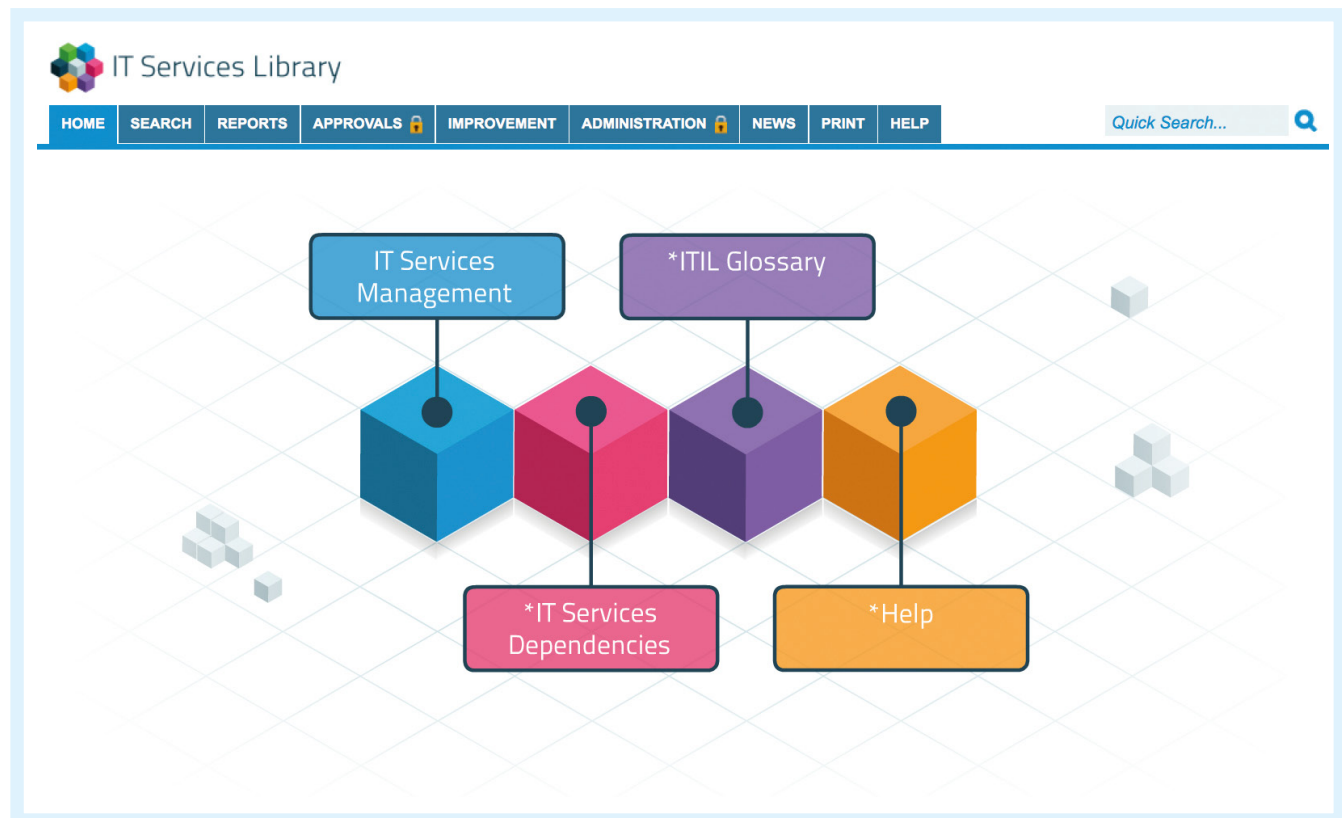 IT Services Library
HOME SEARCH REPORTS APPROVALS IMPROVEMENT ADMINISTRATION NEWS PRINT HELP Quick Search...
IT Services
Management
*ITIL Glossary
*IT Services
Dependencies
*Help